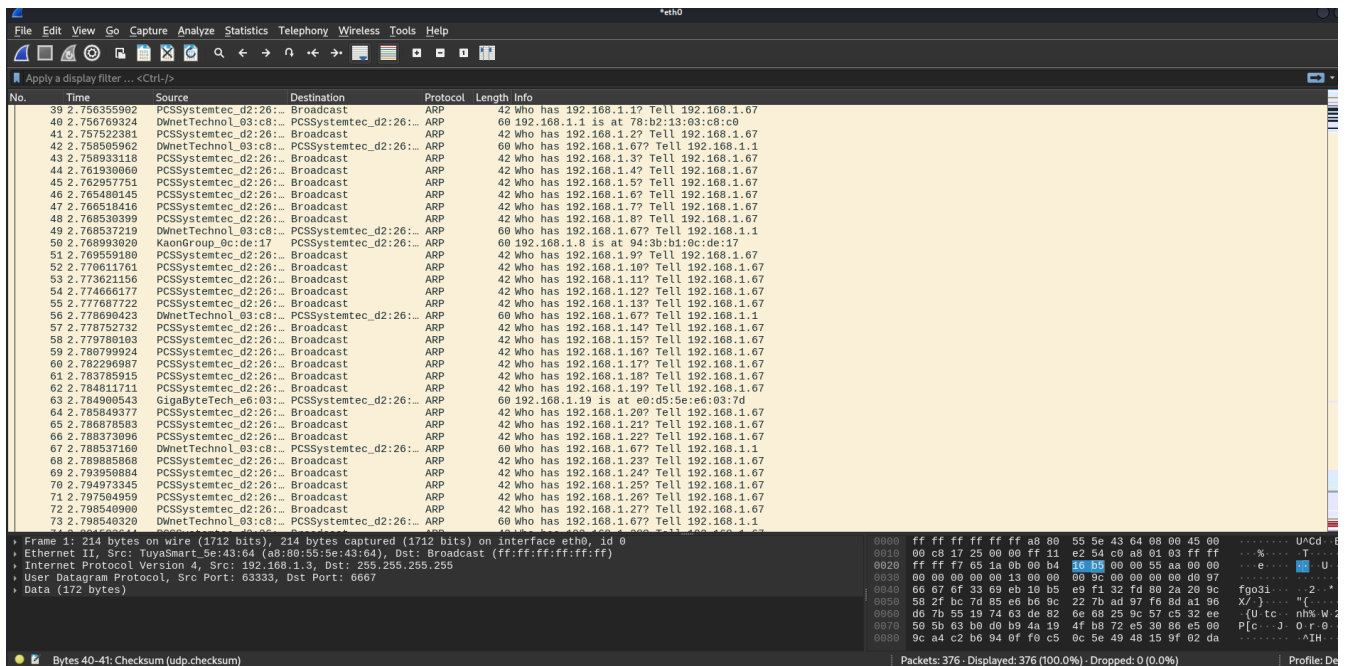 *eth0
File Edit View Go Capture Analyze Statistics Telephony Wireless Tools Help
Apply a display filter ... <Ctrl-/>
No. Time Source Destination Protocol Length Info
39 2.756355902 PCSSystemtec_d2:26:… Broadcast ARP 42 Who has 192.168.1.1? Tell 192.168.1.67
40 2.756769324 DWnetTechnol_03:c8:… PCSSystemtec_d2:26:… ARP 60 192.168.1.1 is at 78:b2:13:03:c8:c0
41 2.757522381 PCSSystemtec_d2:26:… Broadcast ARP 42 Who has 192.168.1.2? Tell 192.168.1.67
42 2.758505962 DWnetTechnol_03:c8:… PCSSystemtec_d2:26:… ARP 60 Who has 192.168.1.67? Tell 192.168.1.1
43 2.758933118 PCSSystemtec_d2:26:… Broadcast ARP 42 Who has 192.168.1.3? Tell 192.168.1.67
44 2.761930060 PCSSystemtec_d2:26:… Broadcast ARP 42 Who has 192.168.1.4? Tell 192.168.1.67
45 2.762957751 PCSSystemtec_d2:26:… Broadcast ARP 42 Who has 192.168.1.5? Tell 192.168.1.67
46 2.765480145 PCSSystemtec_d2:26:… Broadcast ARP 42 Who has 192.168.1.6? Tell 192.168.1.67
47 2.766518416 PCSSystemtec_d2:26:… Broadcast ARP 42 Who has 192.168.1.7? Tell 192.168.1.67
48 2.768530399 PCSSystemtec_d2:26:… Broadcast ARP 42 Who has 192.168.1.8? Tell 192.168.1.67
49 2.768537219 DWnetTechnol_03:c8:… PCSSystemtec_d2:26:… ARP 60 Who has 192.168.1.67? Tell 192.168.1.1
50 2.768993020 KaonGroup_0c:de:17 PCSSystemtec_d2:26:… ARP 60 192.168.1.8 is at 94:3b:b1:0c:de:17
51 2.769559180 PCSSystemtec_d2:26:… Broadcast ARP 42 Who has 192.168.1.9? Tell 192.168.1.67
52 2.770611761 PCSSystemtec_d2:26:… Broadcast ARP 42 Who has 192.168.1.10? Tell 192.168.1.67
53 2.773621156 PCSSystemtec_d2:26:… Broadcast ARP 42 Who has 192.168.1.11? Tell 192.168.1.67
54 2.774666177 PCSSystemtec_d2:26:… Broadcast ARP 42 Who has 192.168.1.12? Tell 192.168.1.67
55 2.777687722 PCSSystemtec_d2:26:… Broadcast ARP 42 Who has 192.168.1.13? Tell 192.168.1.67
56 2.778690423 DWnetTechnol_03:c8:… PCSSystemtec_d2:26:… ARP 60 Who has 192.168.1.67? Tell 192.168.1.1
57 2.778752732 PCSSystemtec_d2:26:… Broadcast ARP 42 Who has 192.168.1.14? Tell 192.168.1.67
58 2.779780103 PCSSystemtec_d2:26:… Broadcast ARP 42 Who has 192.168.1.15? Tell 192.168.1.67
59 2.780799924 PCSSystemtec_d2:26:… Broadcast ARP 42 Who has 192.168.1.16? Tell 192.168.1.67
60 2.782296987 PCSSystemtec_d2:26:… Broadcast ARP 42 Who has 192.168.1.17? Tell 192.168.1.67
61 2.783785915 PCSSystemtec_d2:26:… Broadcast ARP 42 Who has 192.168.1.18? Tell 192.168.1.67
62 2.784811711 PCSSystemtec_d2:26:… Broadcast ARP 42 Who has 192.168.1.19? Tell 192.168.1.67
63 2.784900543 GigaByteTech_e6:03:… PCSSystemtec_d2:26:… ARP 60 192.168.1.19 is at e0:d5:5e:e6:03:7d
64 2.785849377 PCSSystemtec_d2:26:… Broadcast ARP 42 Who has 192.168.1.20? Tell 192.168.1.67
65 2.786878583 PCSSystemtec_d2:26:… Broadcast ARP 42 Who has 192.168.1.21? Tell 192.168.1.67
66 2.788373096 PCSSystemtec_d2:26:… Broadcast ARP 42 Who has 192.168.1.22? Tell 192.168.1.67
67 2.788537160 DWnetTechnol_03:c8:… PCSSystemtec_d2:26:… ARP 60 Who has 192.168.1.67? Tell 192.168.1.1
68 2.789885868 PCSSystemtec_d2:26:… Broadcast ARP 42 Who has 192.168.1.23? Tell 192.168.1.67
69 2.793950884 PCSSystemtec_d2:26:… Broadcast ARP 42 Who has 192.168.1.24? Tell 192.168.1.67
70 2.794973345 PCSSystemtec_d2:26:… Broadcast ARP 42 Who has 192.168.1.25? Tell 192.168.1.67
71 2.797504959 PCSSystemtec_d2:26:… Broadcast ARP 42 Who has 192.168.1.26? Tell 192.168.1.67
72 2.798540900 PCSSystemtec_d2:26:… Broadcast ARP 42 Who has 192.168.1.27? Tell 192.168.1.67
73 2.798540320 DWnetTechnol_03:c8:… PCSSystemtec_d2:26:… ARP 60 Who has 192.168.1.67? Tell 192.168.1.1
Frame 1: 214 bytes on wire (1712 bits), 214 bytes captured (1712 bits) on interface eth0, id 0
Ethernet II, Src: TuyaSmart_5e:43:64 (a8:80:55:5e:43:64), Dst: Broadcast (ff:ff:ff:ff:ff:ff)
Internet Protocol Version 4, Src: 192.168.1.3, Dst: 255.255.255.255
User Datagram Protocol, Src Port: 63333, Dst Port: 6667
Data (172 bytes)
0000 ff ff ff ff ff ff a8 80 55 5e 43 64 08 00 45 00 ········ U^Cd··E
0010 00 c8 17 25 00 00 ff 11 e2 54 c0 a8 01 03 ff ff ···%···· ·T····
0020 ff ff f7 65 1a 0b 00 b4 16 b5 00 00 55 aa 00 00 ···e···· ····U··
0030 00 00 00 00 00 13 00 00 00 9c 00 00 00 00 d0 97
0040 66 67 6f 33 69 eb 10 b5 e9 f1 32 fd 80 2a 20 9c fgo3i··· ··2··*
0050 58 2f bc 7d 85 e6 b6 9c 22 7b ad 97 f6 8d a1 96 X/·}···· "{····
0060 d6 7b 55 19 74 63 de 82 6e 68 25 9c 57 c5 32 ee ·{U·tc·· nh%·W·2
0070 50 5b 63 b0 d0 b9 4a 19 4f b8 72 e5 30 86 e5 00 P[c···J· O·r·0··
0080 9c a4 c2 b6 94 0f f0 c5 0c 5e 49 48 15 9f 02 da ········ ·^IH···
Bytes 40-41: Checksum (udp.checksum) Packets: 376 · Displayed: 376 (100.0%) · Dropped: 0 (0.0%) Profile: De